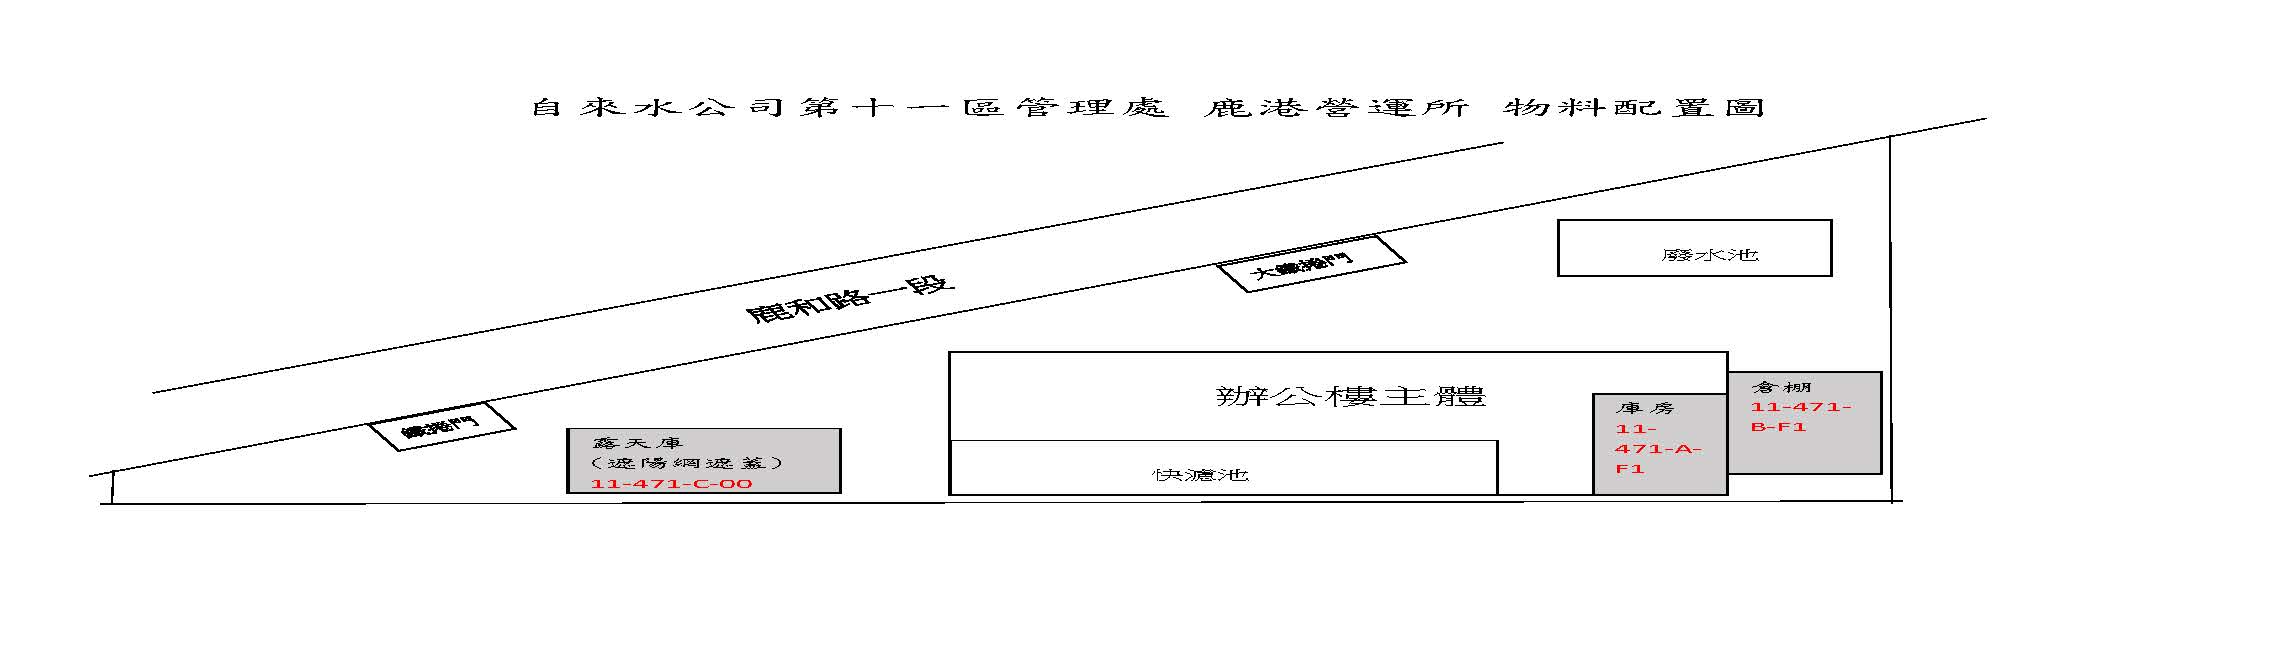 自來水公司第十一區管理處 鹿港營運所 物料配置圖
鹿和路一段
大鐵捲門
廢水池
鐵捲門
辦公樓主體
快濾池
露天庫
(遮陽網遮蓋)
11-471-C-00
庫房
11-
471-A-
F1
倉棚
11-471-
B-F1